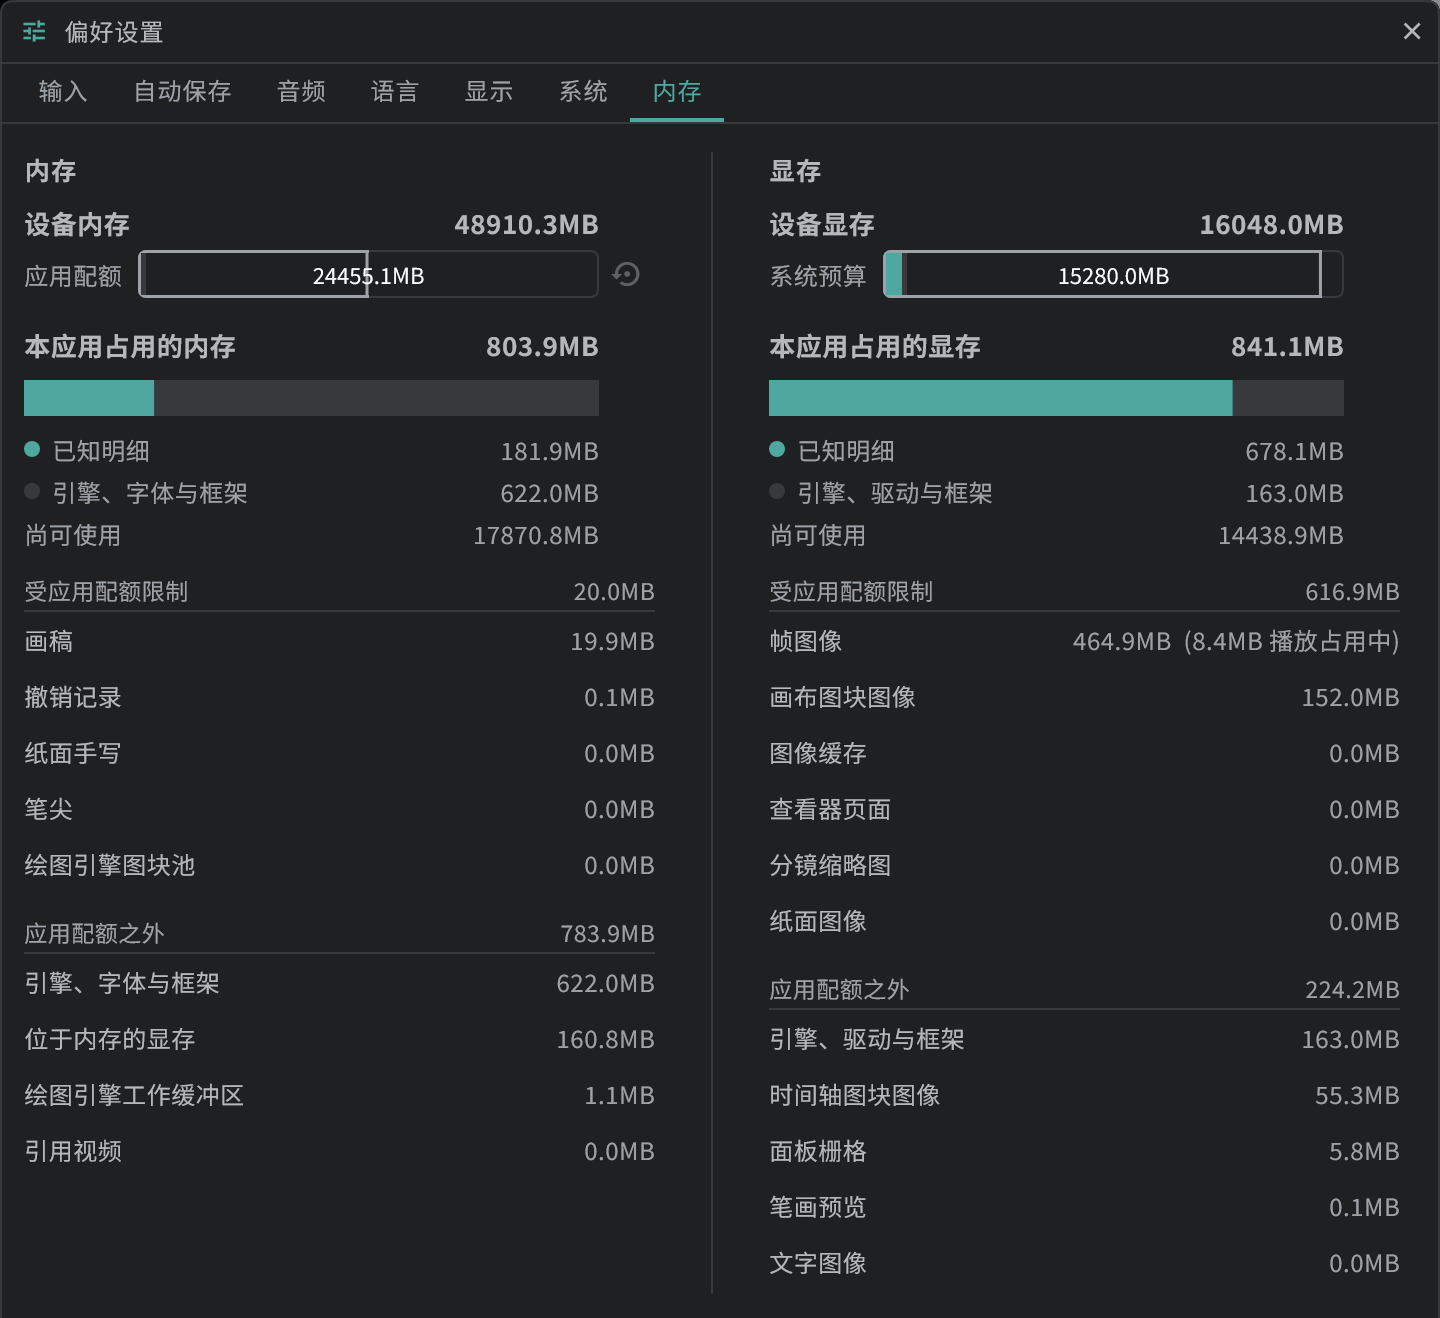 偏好设置
输入 自动保存 音频 语言 显示 系统 内存
内存
设备内存 48910.3MB
应用配额 24455.1MB
本应用占用的内存 803.9MB
已知明细 181.9MB
引擎、字体与框架 622.0MB
尚可使用 17870.8MB
受应用配额限制 20.0MB
画稿 19.9MB
撤销记录 0.1MB
纸面手写 0.0MB
笔尖 0.0MB
绘图引擎图块池 0.0MB
应用配额之外 783.9MB
引擎、字体与框架 622.0MB
位于内存的显存 160.8MB
绘图引擎工作缓冲区 1.1MB
引用视频 0.0MB
显存
设备显存 16048.0MB
系统预算 15280.0MB
本应用占用的显存 841.1MB
已知明细 678.1MB
引擎、驱动与框架 163.0MB
尚可使用 14438.9MB
受应用配额限制 616.9MB
帧图像 464.9MB (8.4MB 播放占用中)
画布图块图像 152.0MB
图像缓存 0.0MB
查看器页面 0.0MB
分镜缩略图 0.0MB
纸面图像 0.0MB
应用配额之外 224.2MB
引擎、驱动与框架 163.0MB
时间轴图块图像 55.3MB
面板栅格 5.8MB
笔画预览 0.1MB
文字图像 0.0MB